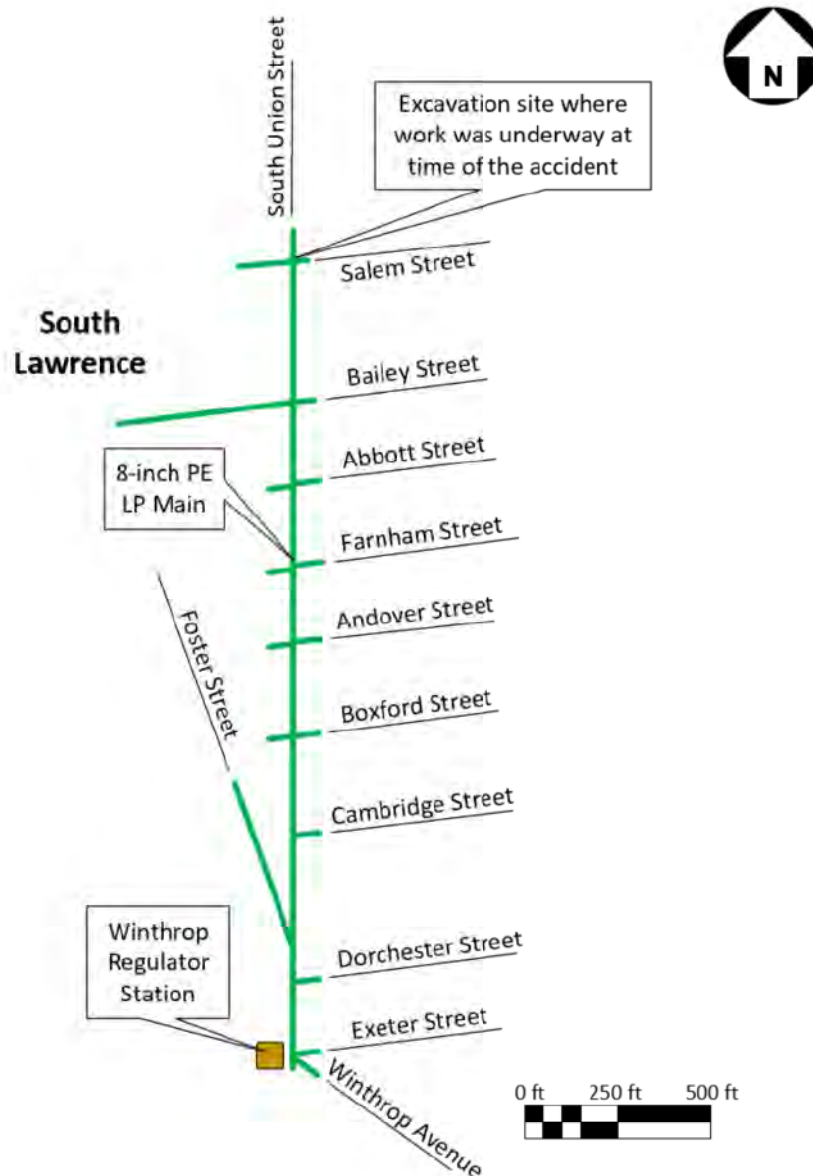 South Union Street
N
Excavation site where
work was underway at
time of the accident
Salem Street
South
Lawrence
Bailey Street
Abbott Street
8-inch PE
LP Main
Farnham Street
Andover Street
Foster Street
Boxford Street
Cambridge Street
Winthrop
Regulator
Station
Dorchester Street
Exeter Street
Winthrop Avenue
0 ft 250 ft 500 ft